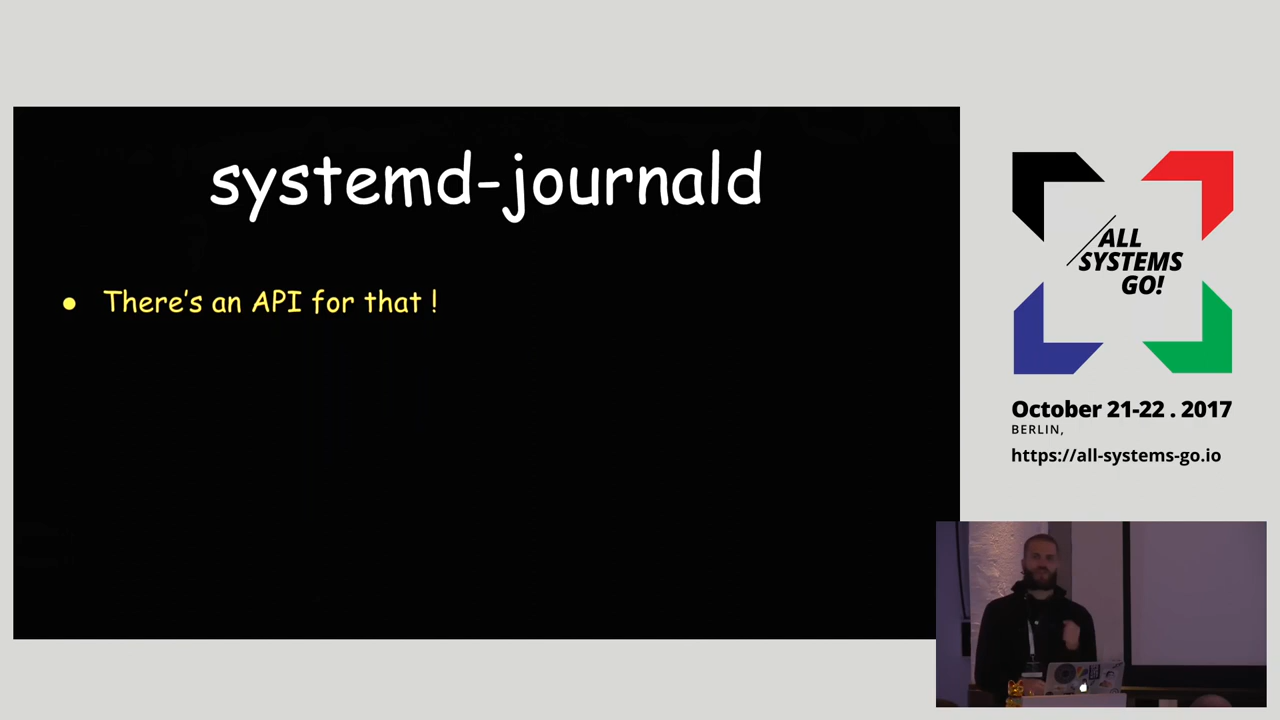 systemd-journald
● There's an API for that !
ALL
SYSTEMS
GO!
October 21-22 . 2017
BERLIN,
https://all-systems-go.io